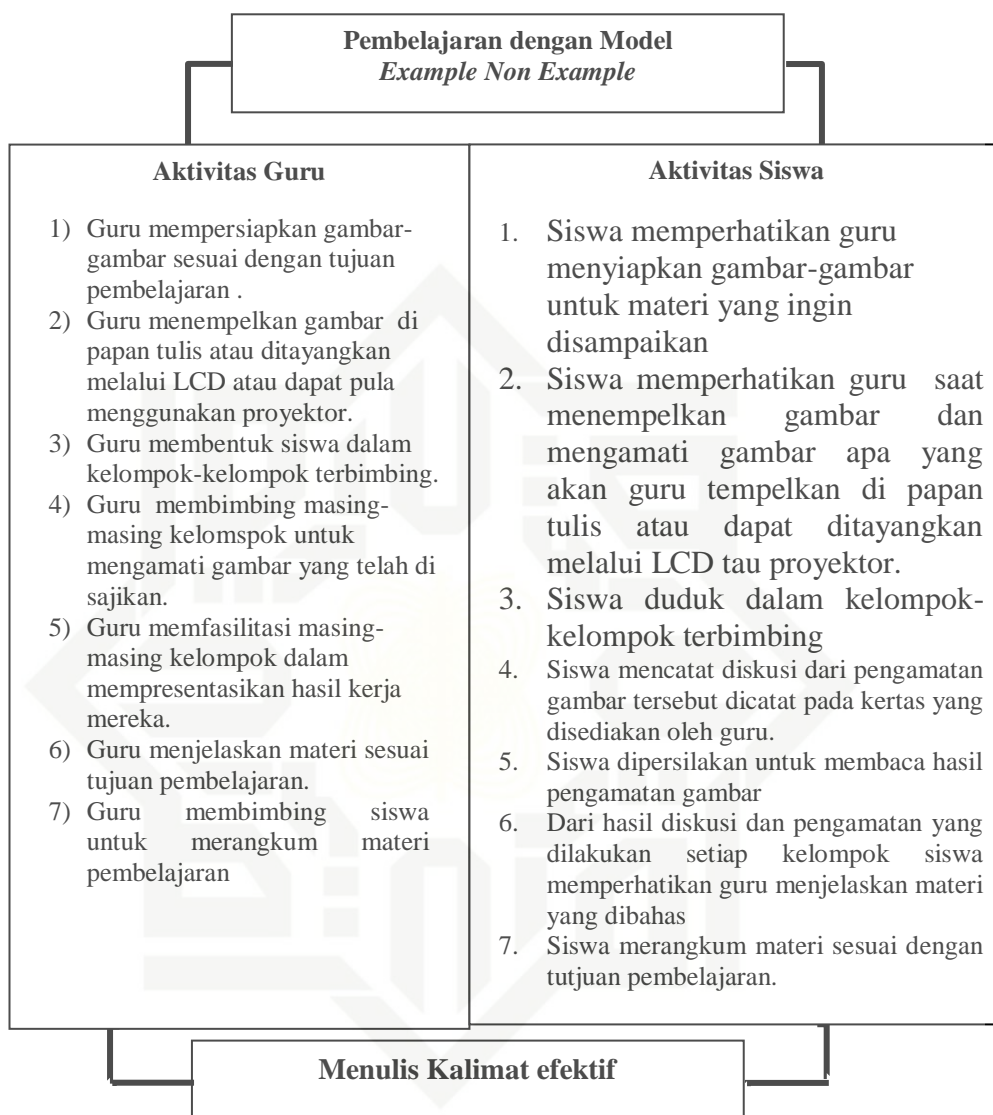 Pembelajaran dengan Model
Example Non Example
Aktivitas Guru
1) Guru mempersiapkan gambar-
gambar sesuai dengan tujuan
pembelajaran .
2) Guru menempelkan gambar di
papan tulis atau ditayangkan
melalui LCD atau dapat pula
menggunakan proyektor.
3) Guru membentuk siswa dalam
kelompok-kelompok terbimbing.
4) Guru membimbing masing-
masing kelomspok untuk
mengamati gambar yang telah di
sajikan.
5) Guru memfasilitasi masing-
masing kelompok dalam
mempresentasikan hasil kerja
mereka.
6) Guru menjelaskan materi sesuai
tujuan pembelajaran.
7) Guru membimbing siswa
untuk merangkum materi
pembelajaran
Aktivitas Siswa
1. Siswa memperhatikan guru
menyiapkan gambar-gambar
untuk materi yang ingin
disampaikan
2. Siswa memperhatikan guru saat
menempelkan gambar dan
mengamati gambar apa yang
akan guru tempelkan di papan
tulis atau dapat ditayangkan
melalui LCD tau proyektor.
3. Siswa duduk dalam kelompok-
kelompok terbimbing
4. Siswa mencatat diskusi dari pengamatan
gambar tersebut dicatat pada kertas yang
disediakan oleh guru.
5. Siswa dipersilakan untuk membaca hasil
pengamatan gambar
6. Dari hasil diskusi dan pengamatan yang
dilakukan setiap kelompok siswa
memperhatikan guru menjelaskan materi
yang dibahas
7. Siswa merangkum materi sesuai dengan
tutjuan pembelajaran.
Menulis Kalimat efektif